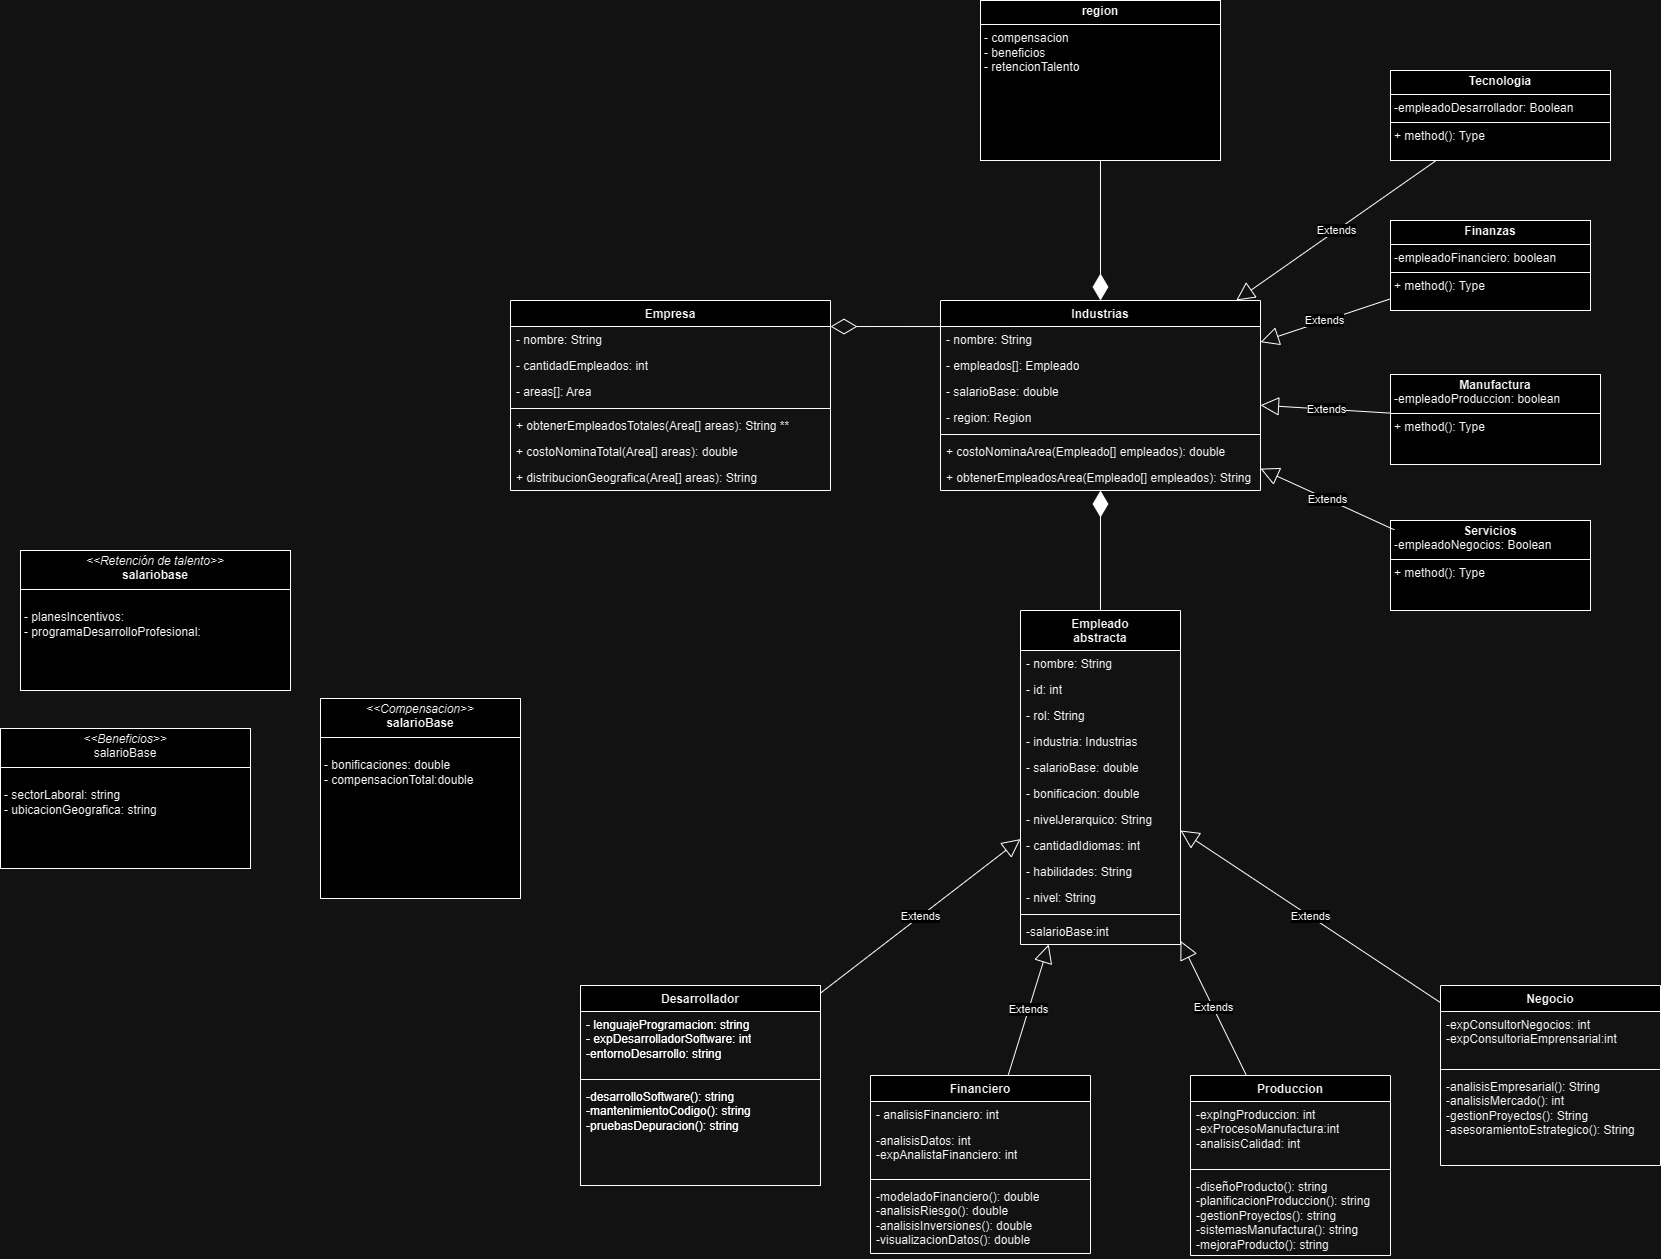 region
- compensacion
- beneficios
- retencionTalento
Tecnologia
-empleadoDesarrollador: Boolean
+ method(): Type
Extends
Finanzas
-empleadoFinanciero: boolean
+ method(): Type
Extends
Empresa
- nombre: String
- cantidadEmpleados: int
- areas[]: Area
+ obtenerEmpleadosTotales(Area[] areas): String **
+ costoNominaTotal(Area[] areas): double
+ distribucionGeografica(Area[] areas): String
Industrias
- nombre: String
- empleados[]: Empleado
- salarioBase: double
- region: Region
+ costoNominaArea(Empleado[] empleados): double
+ obtenerEmpleadosArea(Empleado[] empleados): String
Manufactura
-empleadoProduccion: boolean
+ method(): Type
Extends
Servicios
-empleadoNegocios: Boolean
+ method(): Type
Extends
<<Retención de talento>>
salariobase
- planesIncentivos:
- programaDesarrolloProfesional:
<<Beneficios>>
salarioBase
- sectorLaboral: string
- ubicacionGeografica: string
<<Compensacion>>
salarioBase
- bonificaciones: double
- compensacionTotal:double
Empleado
abstracta
- nombre: String
- id: int
- rol: String
- industria: Industrias
- salarioBase: double
- bonificacion: double
- nivelJerarquico: String
- cantidadIdiomas: int
- habilidades: String
- nivel: String
-salarioBase:int
Extends
Extends
Extends
Extends
Desarrollador
- lenguajeProgramacion: string
- expDesarrolladorSoftware: int
-entornoDesarrollo: string
-desarrolloSoftware(): string
-mantenimientoCodigo(): string
-pruebasDepuracion(): string
Financiero
- analisisFinanciero: int
-analisisDatos: int
-expAnalistaFinanciero: int
-modeladoFinanciero(): double
-analisisRiesgo(): double
-analisisInversiones(): double
-visualizacionDatos(): double
Produccion
-expIngProduccion: int
-exProcesoManufactura:int
-analisisCalidad: int
-diseñoProducto(): string
-planificacionProduccion(): string
-gestionProyectos(): string
-sistemasManufactura(): string
-mejoraProducto(): string
Negocio
-expConsultorNegocios: int
-expConsultoriaEmprensarial:int
-analisisEmpresarial(): String
-analisisMercado(): int
-gestionProyectos(): String
-asesoramientoEstrategico(): String